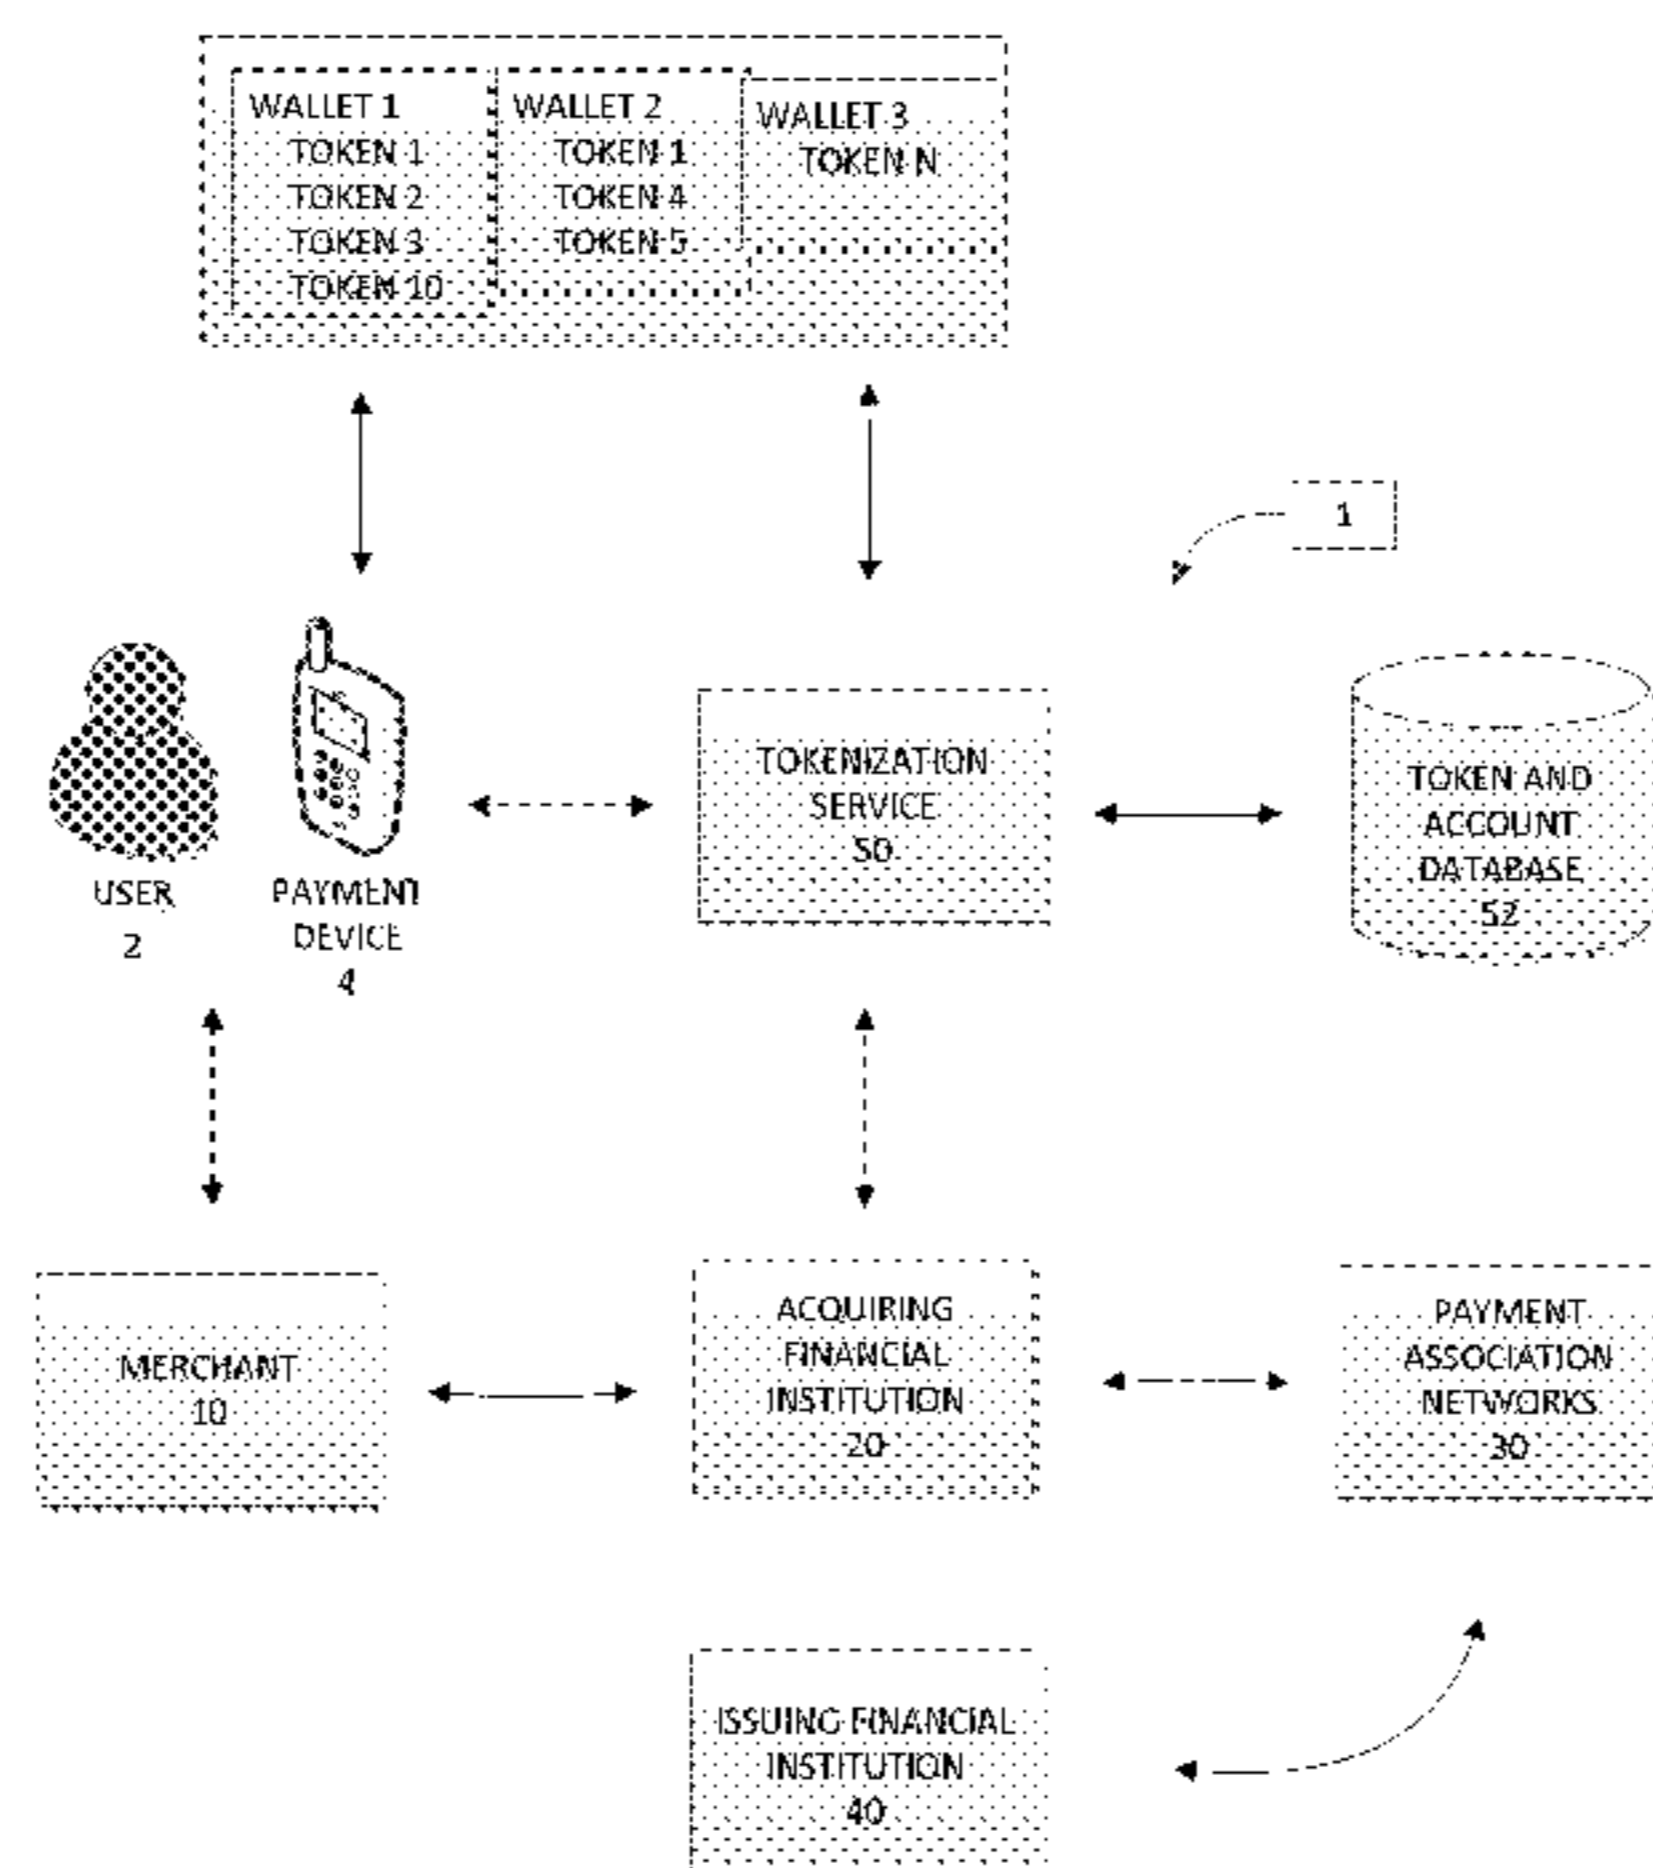 WALLET 1
TOKEN 1
TOKEN 2
TOKEN 3
TOKEN 10
WALLET 2
TOKEN 1
TOKEN 4
TOKEN 5
WALLET 3
TOKEN N
1
USER
2
PAYMENT
DEVICE
4
TOKENIZATION
SERVICE
50
TOKEN AND
ACCOUNT
DATABASE
52
MERCHANT
10
ACQUIRING
FINANCIAL
INSTITUTION
20
PAYMENT
ASSOCIATION
NETWORKS
30
ISSUING FINANCIAL
INSTITUTION
40